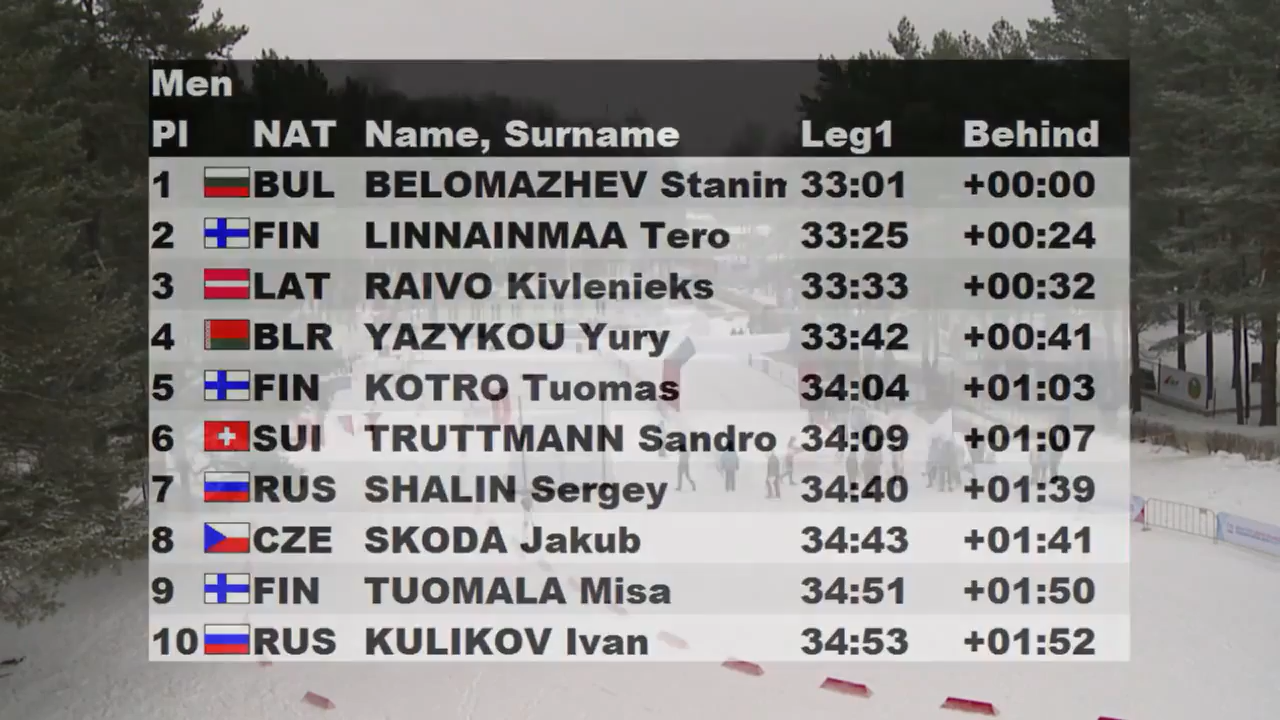 Men
Pl NAT Name, Surname Leg1 Behind
1 BUL BELOMAZHEV Stanim 33:01 +00:00
2 FIN LINNAINMAA Tero 33:25 +00:24
3 LAT RAIVO Kivlenieks 33:33 +00:32
4 BLR YAZYKOU Yury 33:42 +00:41
5 FIN KOTRO Tuomas 34:04 +01:03
6 SUI TRUTTMANN Sandro 34:09 +01:07
7 RUS SHALIN Sergey 34:40 +01:39
8 CZE SKODA Jakub 34:43 +01:41
9 FIN TUOMALA Misa 34:51 +01:50
10 RUS KULIKOV Ivan 34:53 +01:52